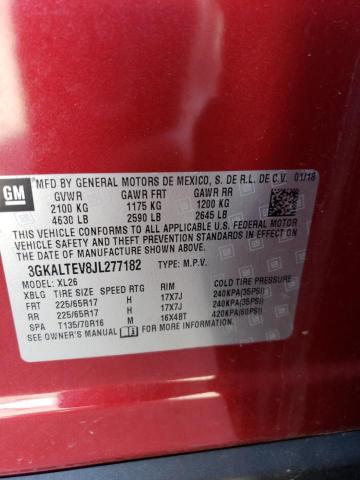 GM
MFD BY GENERAL MOTORS DE MEXICO, S. DE R.L. DE C.V. 01/18
GVWR GAWR FRT GAWR RR
2100 KG 1175 KG 1200 KG
4630 LB 2590 LB 2645 LB
THIS VEHICLE CONFORMS TO ALL APPLICABLE U.S. FEDERAL MOTOR
VEHICLE SAFETY AND THEFT PREVENTION STANDARDS IN EFFECT ON
THE DATE OF MANUFACTURE SHOWN ABOVE.
3GKALTEV8JL277182 TYPE: M.P.V.
MODEL: XL26
XBLG TIRE SIZE SPEED RTG RIM COLD TIRE PRESSURE
FRT 225/65R17 H 17X7J 240KPA(35PSI)
RR 225/65R17 H 17X7J 240KPA(35PSI)
SPA T135/70R16 M 16X4BT 420KPA(60PSI)
SEE OWNER'S MANUAL FOR MORE INFORMATION.